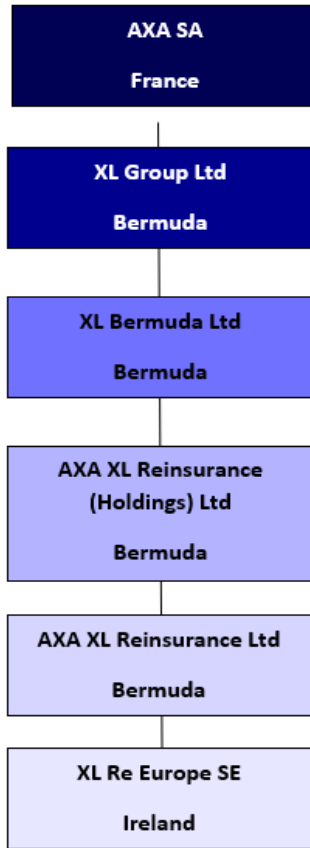 AXA SA
France
XL Group Ltd
Bermuda
XL Bermuda Ltd
Bermuda
AXA XL Reinsurance
(Holdings) Ltd
Bermuda
AXA XL Reinsurance Ltd
Bermuda
XL Re Europe SE
Ireland